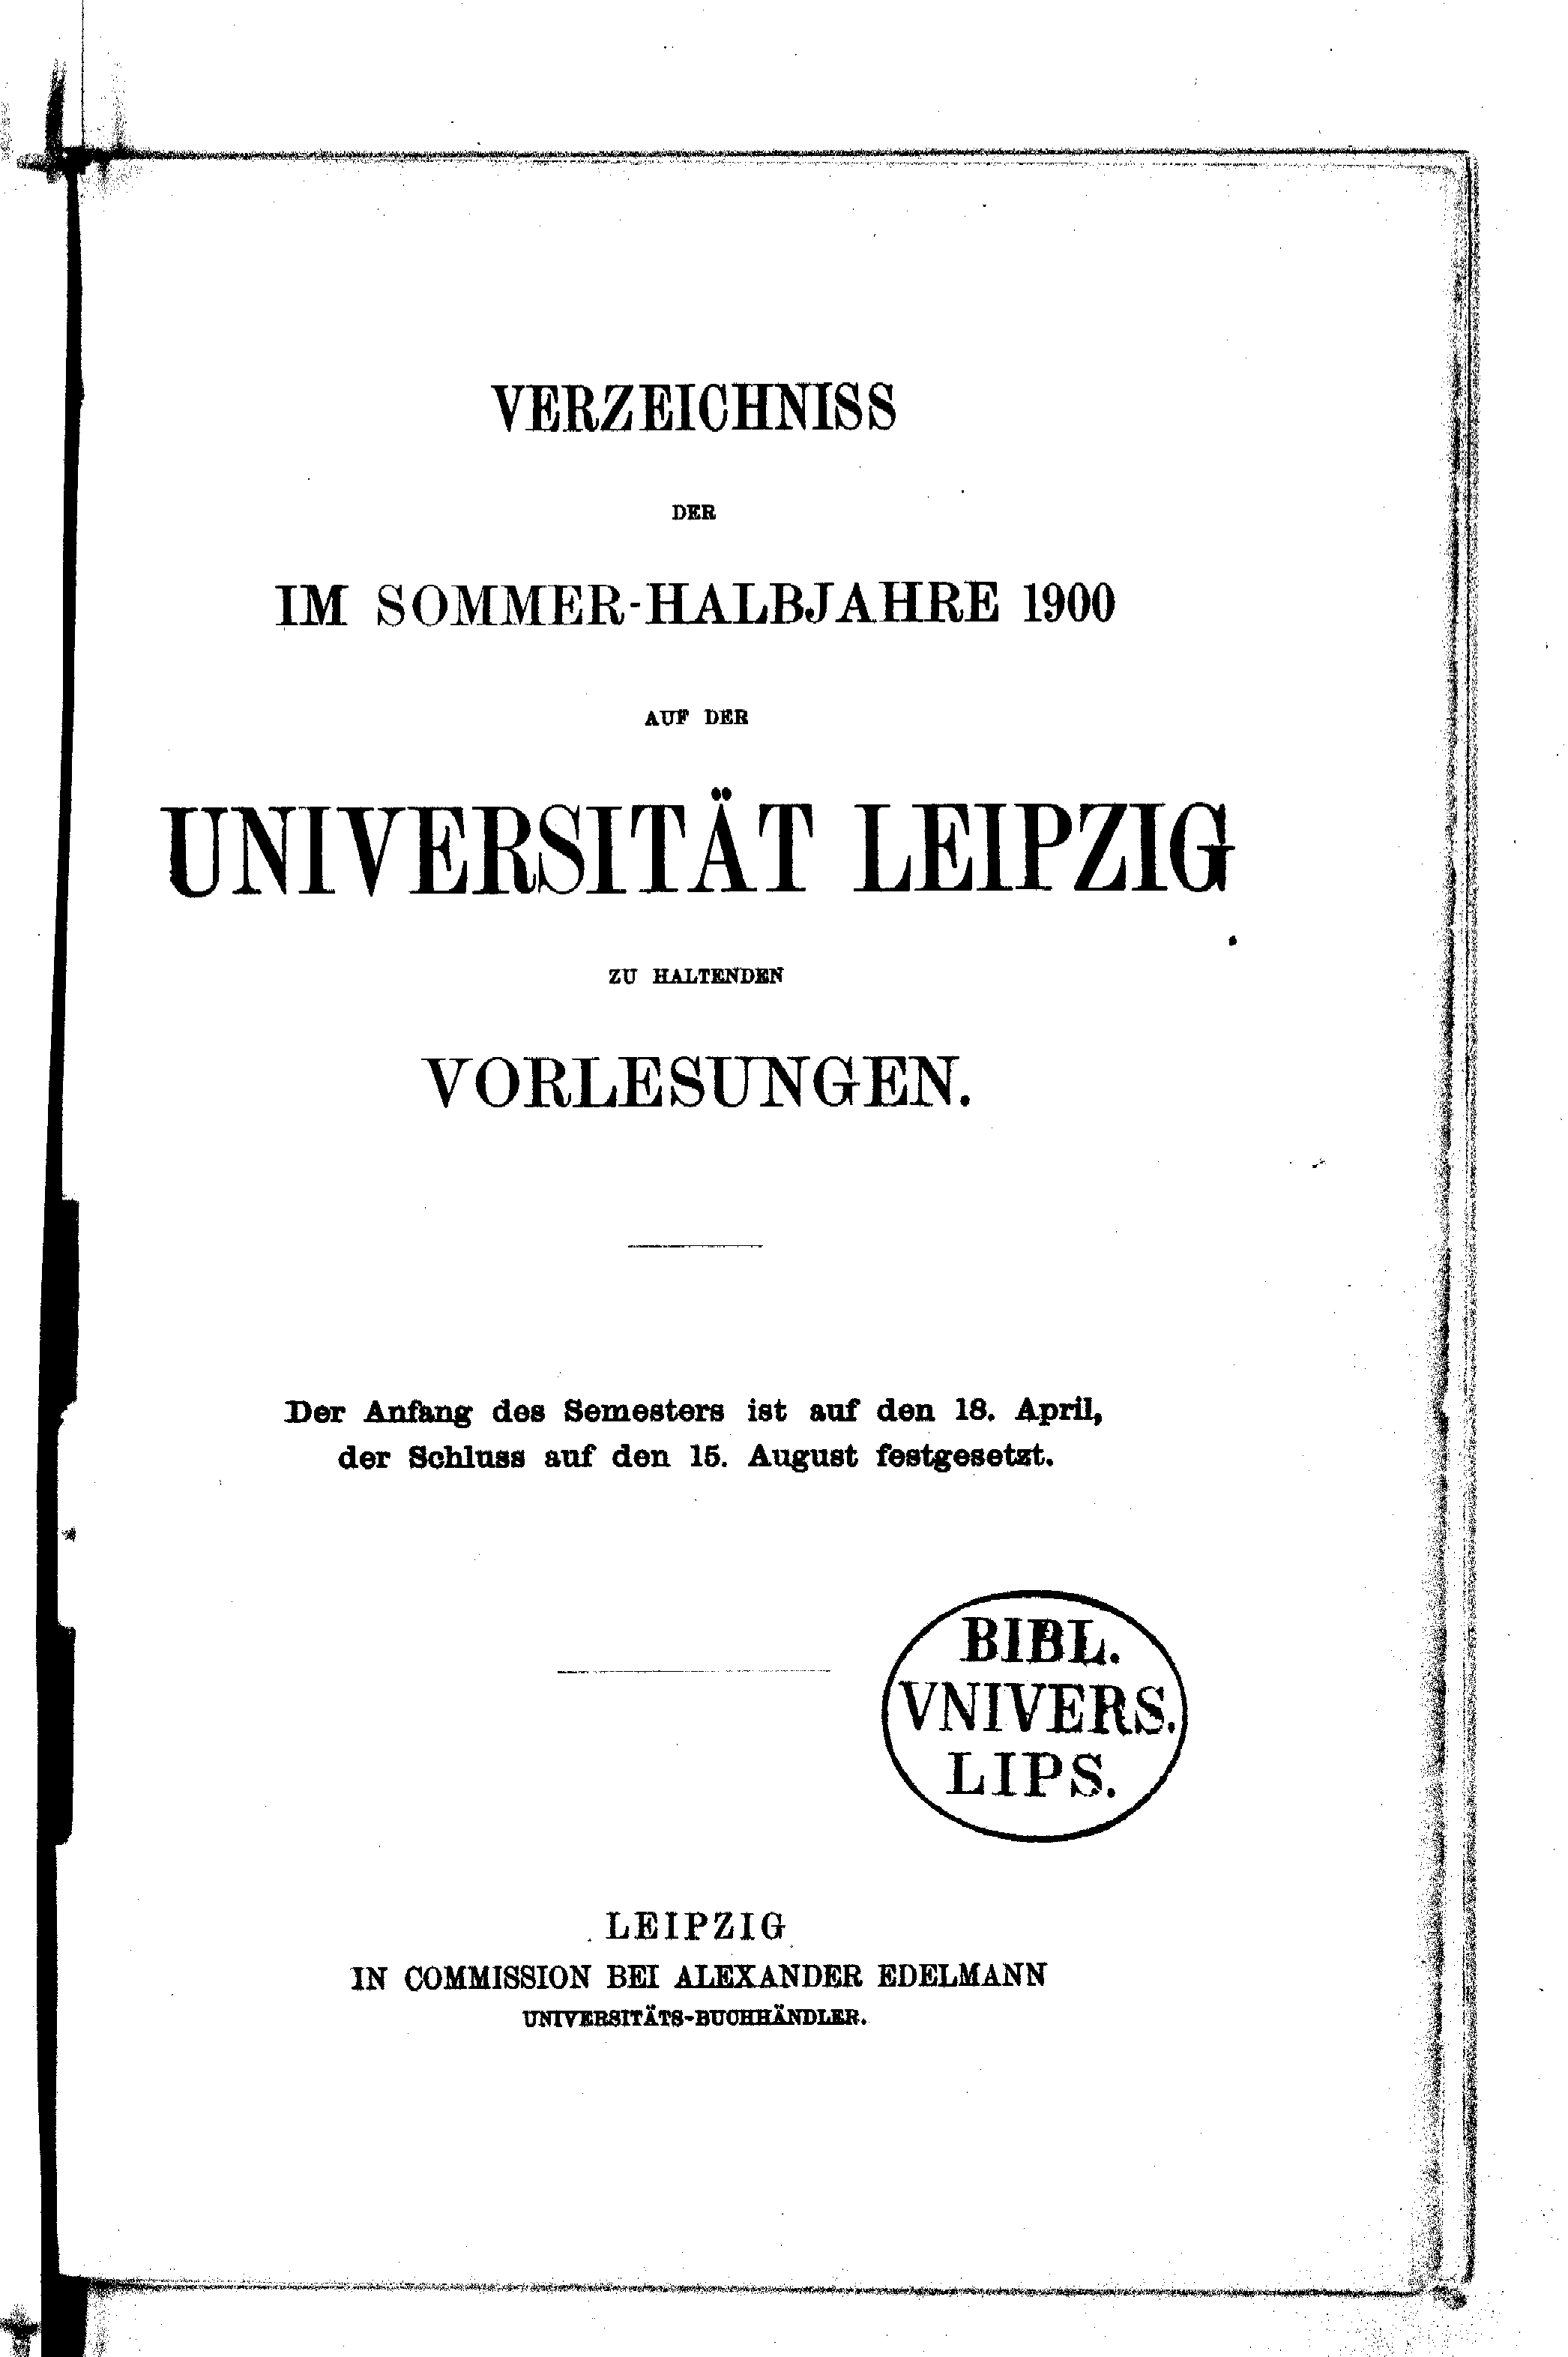 VERZEICHNISS
DER
IM SOMMER-HALBJAHRE 1900
AUF DER
UNIVERSITÄT LEIPZIG
ZU HALTENDEN
VORLESUNGEN.
Der Anfang des Semesters ist auf den 18. April,
der Schluss auf den 15. August festgesetzt.
BIBL.
VNIVERS.
LIPS.
LEIPZIG
IN COMMISSION BEI ALEXANDER EDELMANN
UNIVERSITÄTS-BUCHHÄNDLER.